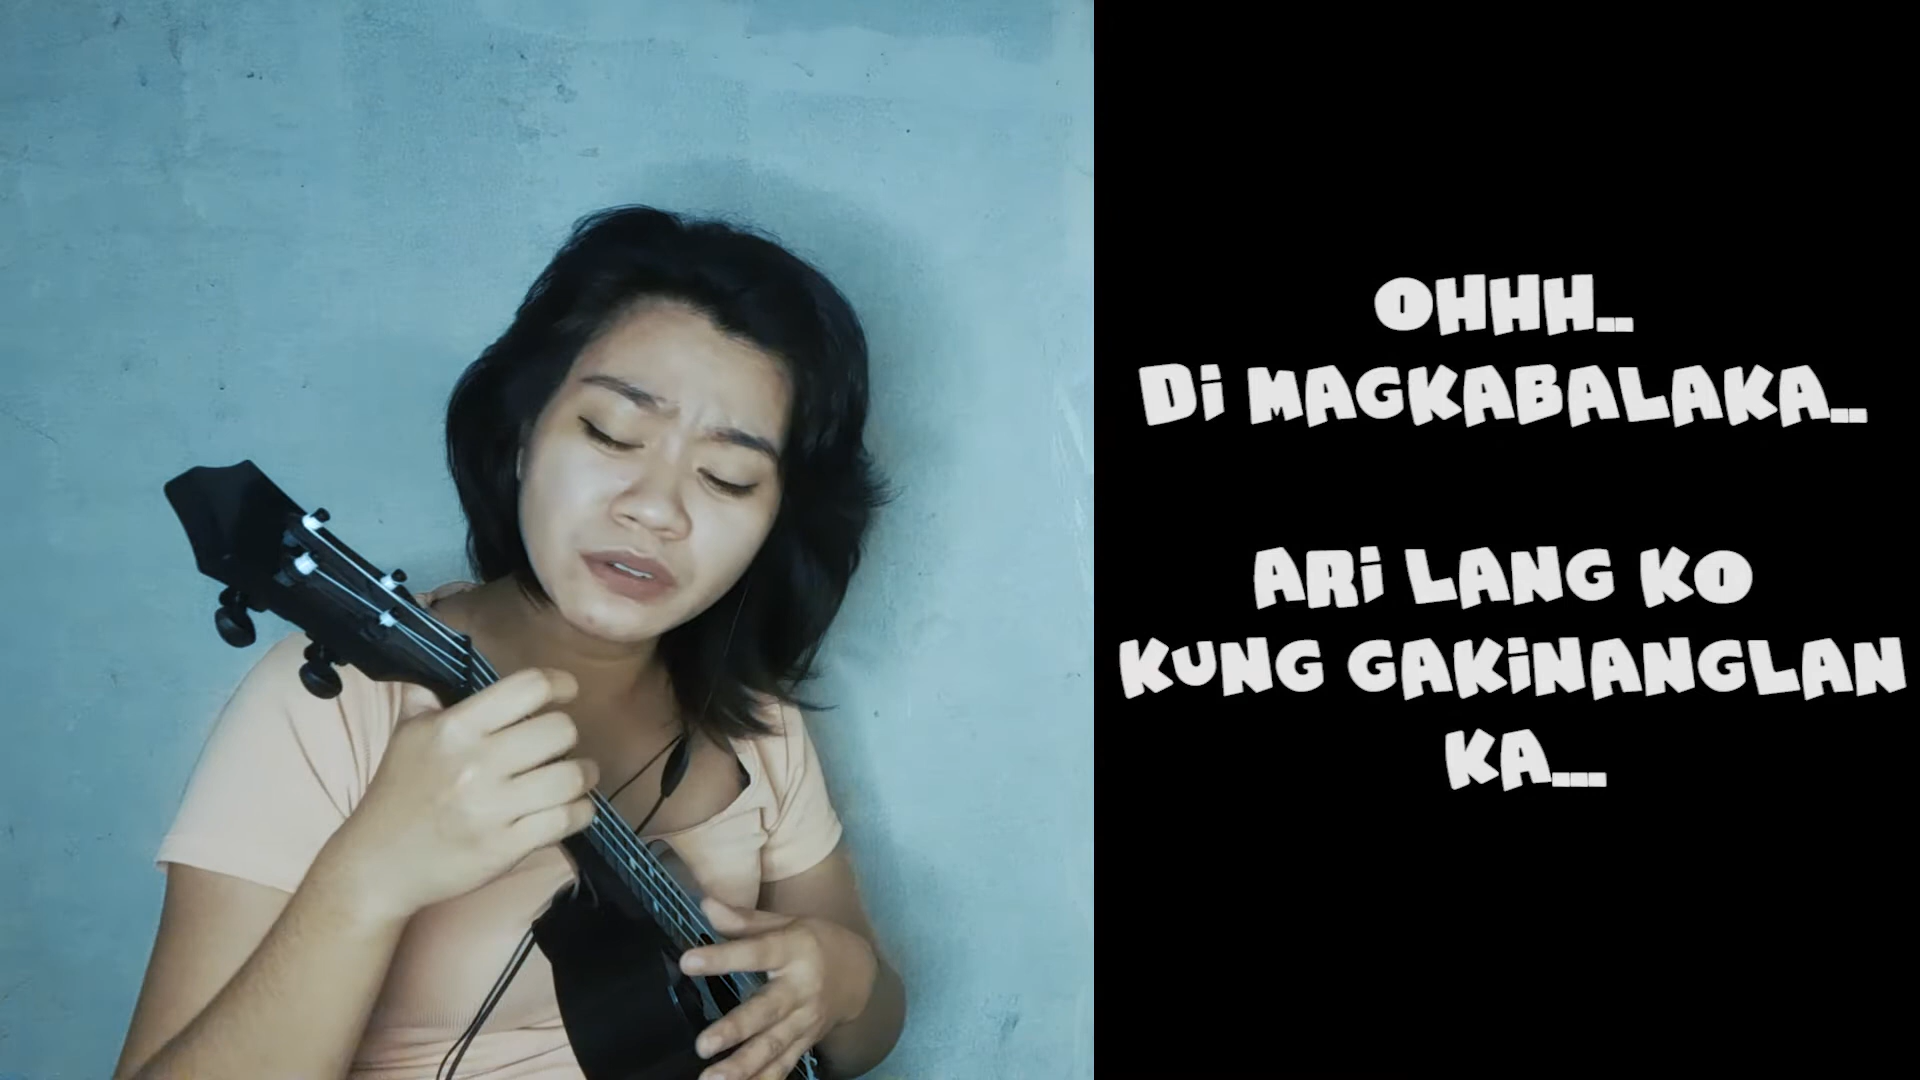 OHHH..
Di MAGKABALAKA..
ARi LANG KO
KUNG GAKiNANGLAN
KA...